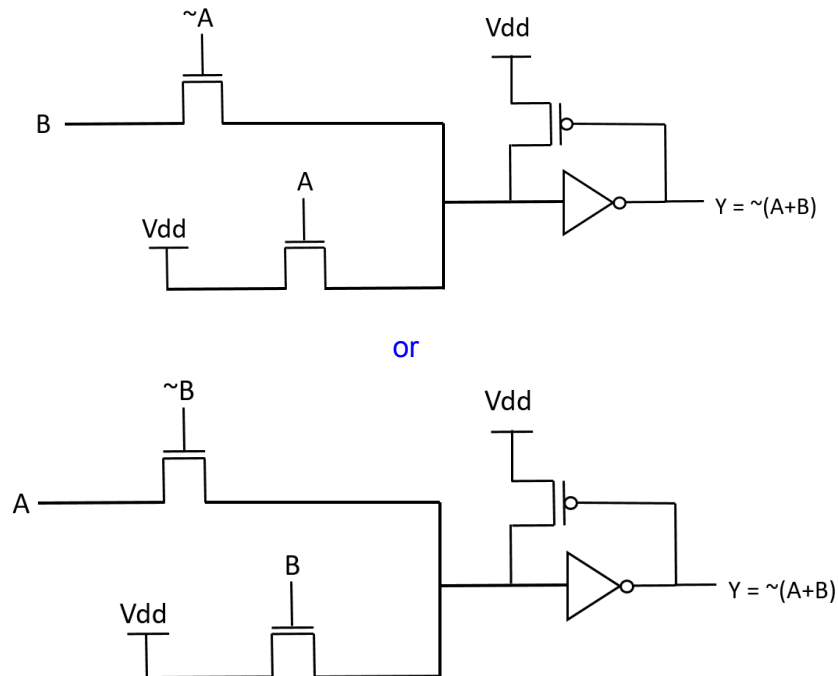 ~A
Vdd
B
A
Vdd
Y = ~(A+B)
or
~B
Vdd
A
B
Vdd
Y = ~(A+B)